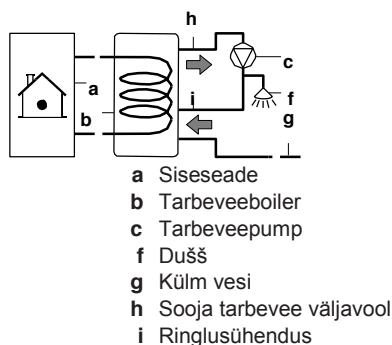 h
c
a
i
f
b
g
a Siseseade
b Tarbeveeboiler
c Tarbeveepump
f Dušš
g Külm vesi
h Sooja tarbevee väljavool
i Ringlusühendus